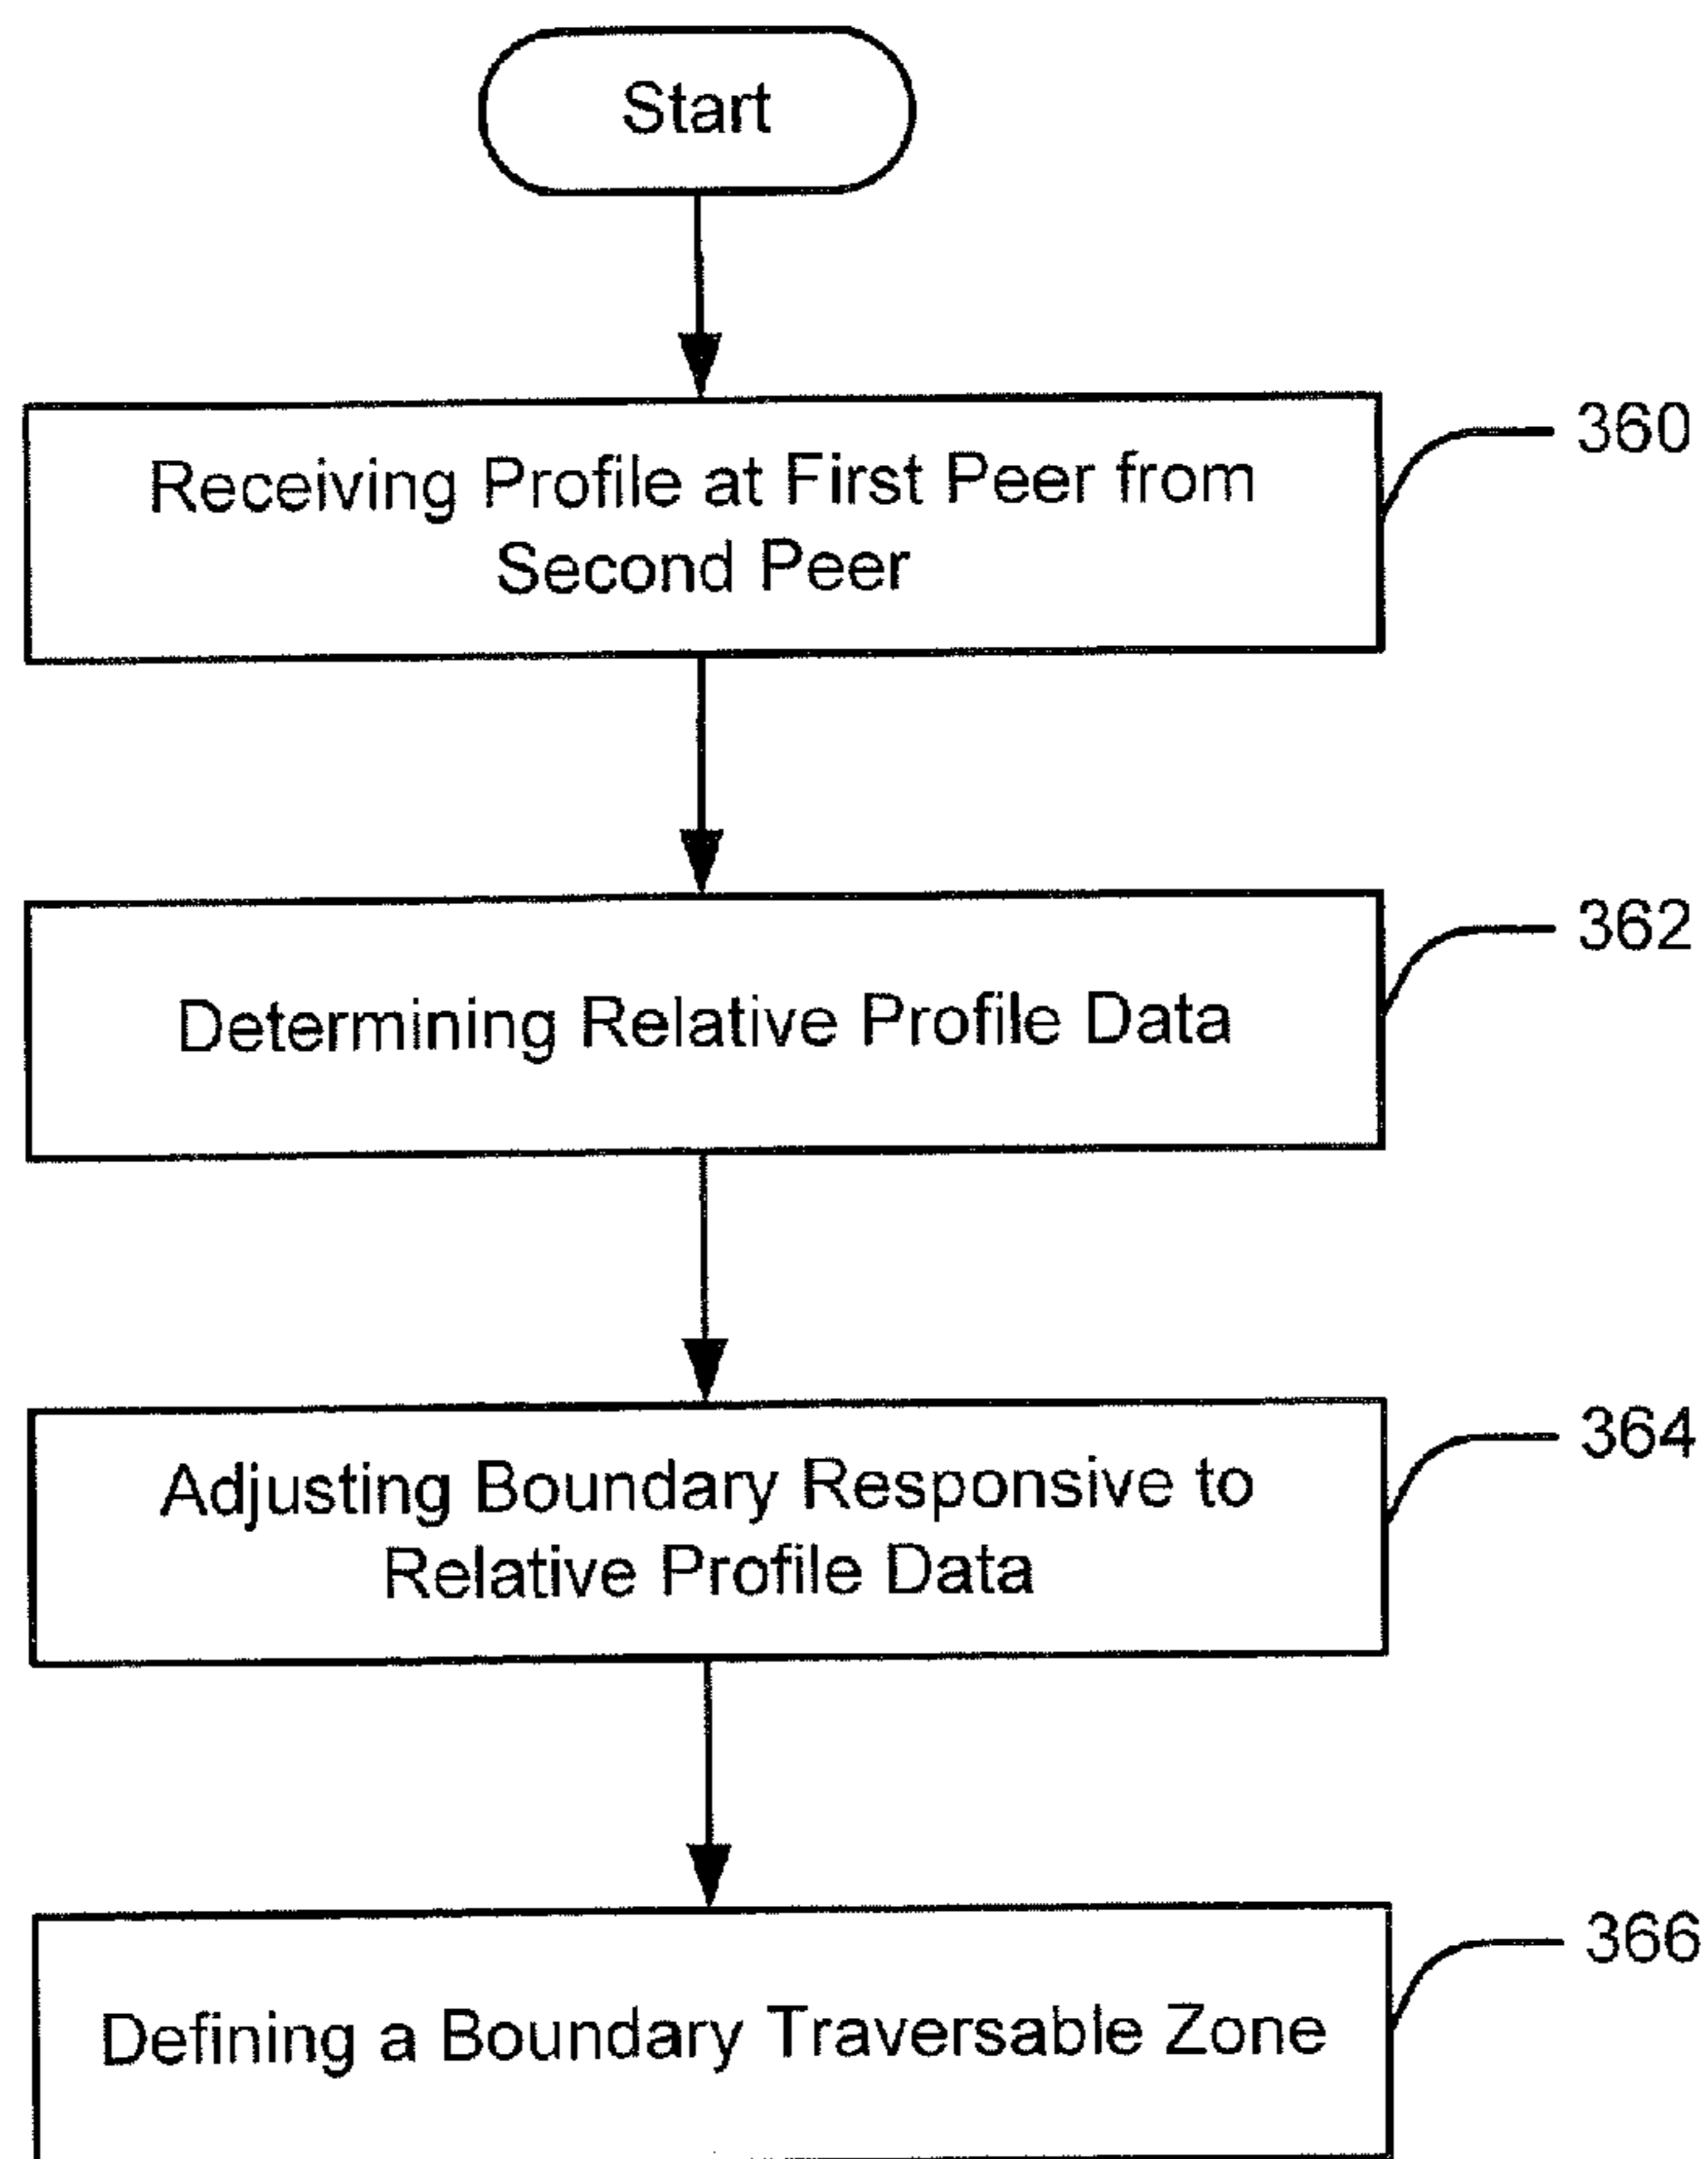 Start
Receiving Profile at First Peer from
Second Peer
360
Determining Relative Profile Data
362
Adjusting Boundary Responsive to
Relative Profile Data
364
Defining a Boundary Traversable Zone
366